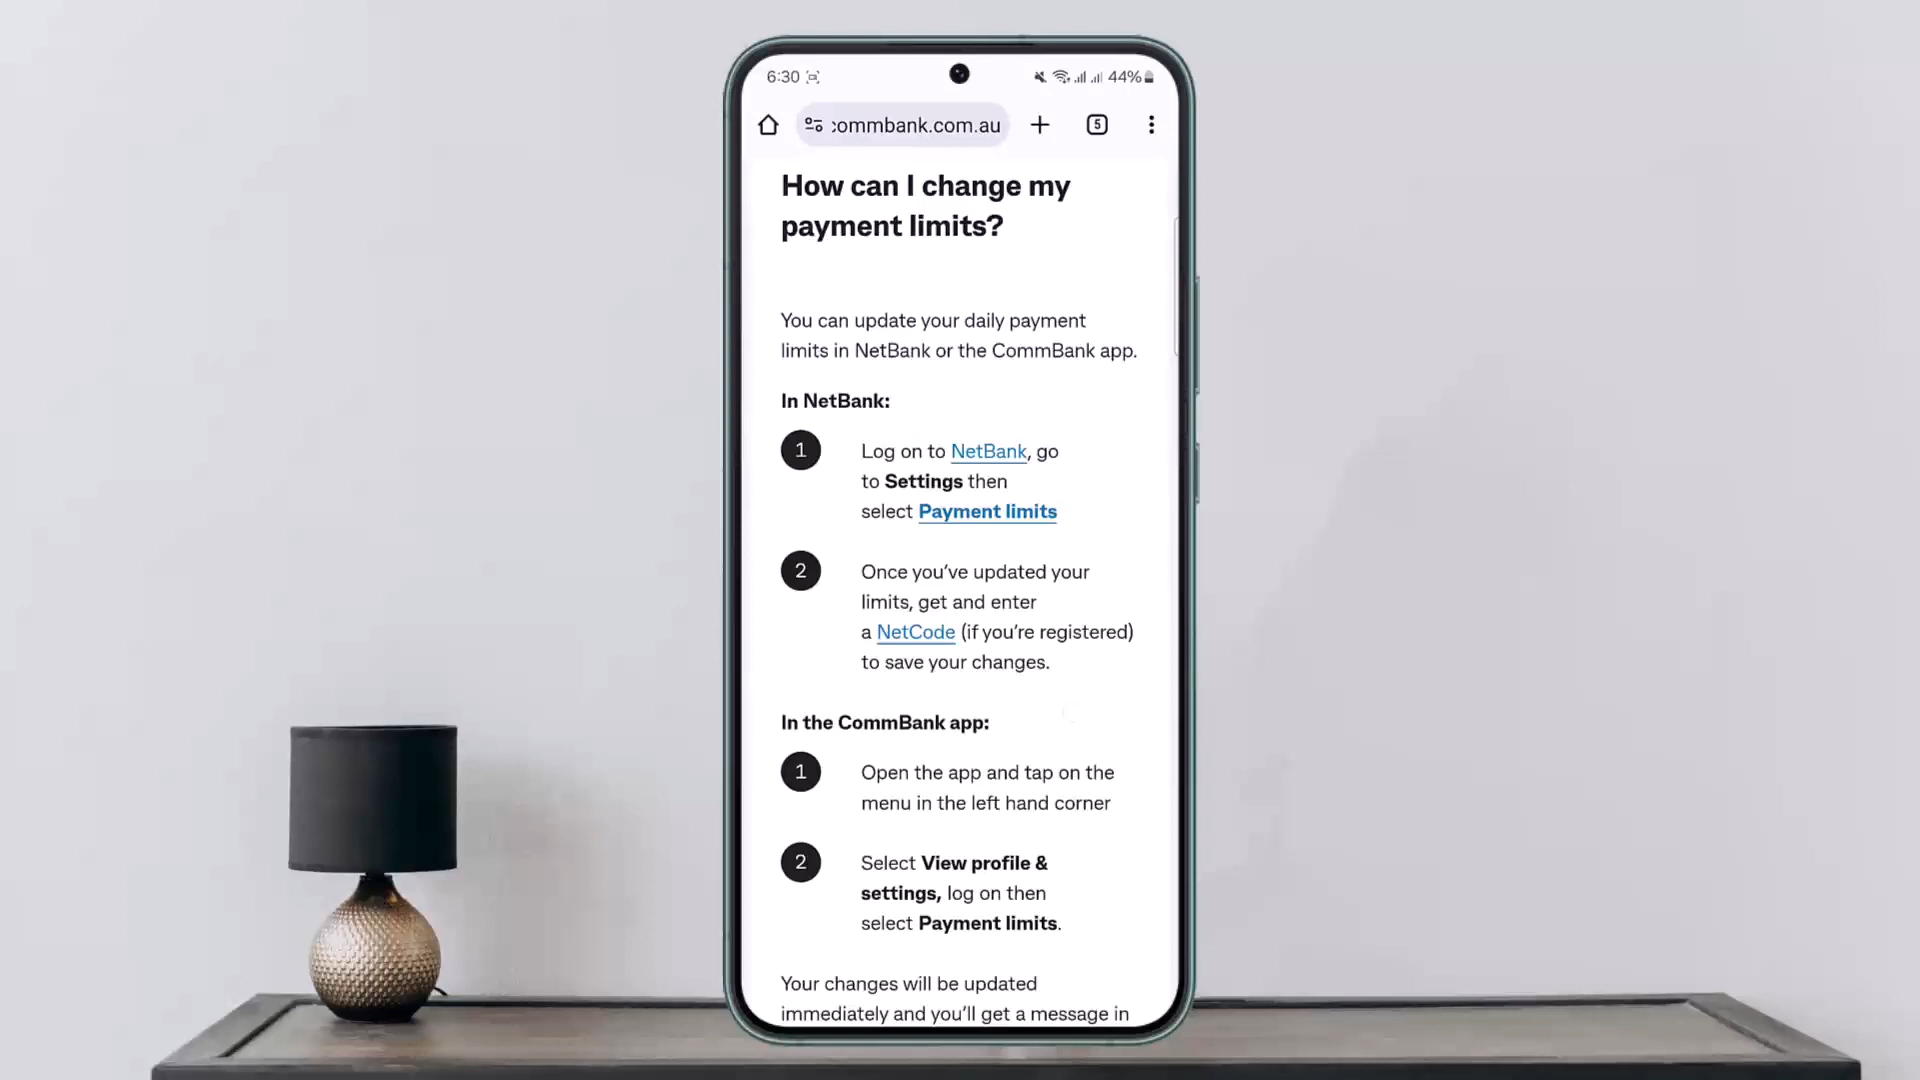 6:30
44%
commbank.com.au
5
How can I change my
payment limits?
You can update your daily payment
limits in NetBank or the CommBank app.
In NetBank:
1
Log on to NetBank, go
to Settings then
select Payment limits
2
Once you’ve updated your
limits, get and enter
a NetCode (if you’re registered)
to save your changes.
In the CommBank app:
1
Open the app and tap on the
menu in the left hand corner
2
Select View profile &
settings, log on then
select Payment limits.
Your changes will be updated
immediately and you’ll get a message in